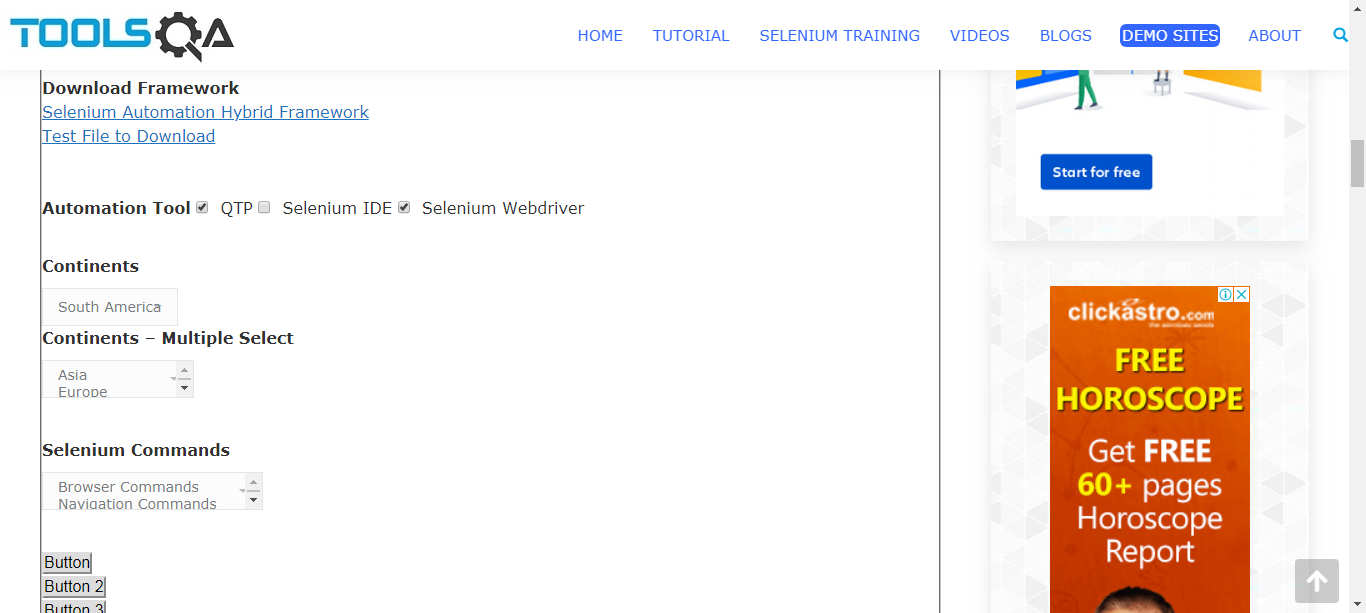 TOOLSQA
HOME TUTORIAL SELENIUM TRAINING VIDEOS BLOGS DEMO SITES ABOUT
Download Framework
Selenium Automation Hybrid Framework
Test File to Download
Automation Tool QTP Selenium IDE Selenium Webdriver
Continents
South America
Continents – Multiple Select
Asia
Europe
Selenium Commands
Browser Commands
Navigation Commands
Button
Button 2
Button 3
Start for free
clickastro.com
FREE
HOROSCOPE
Get FREE
60+ pages
Horoscope
Report